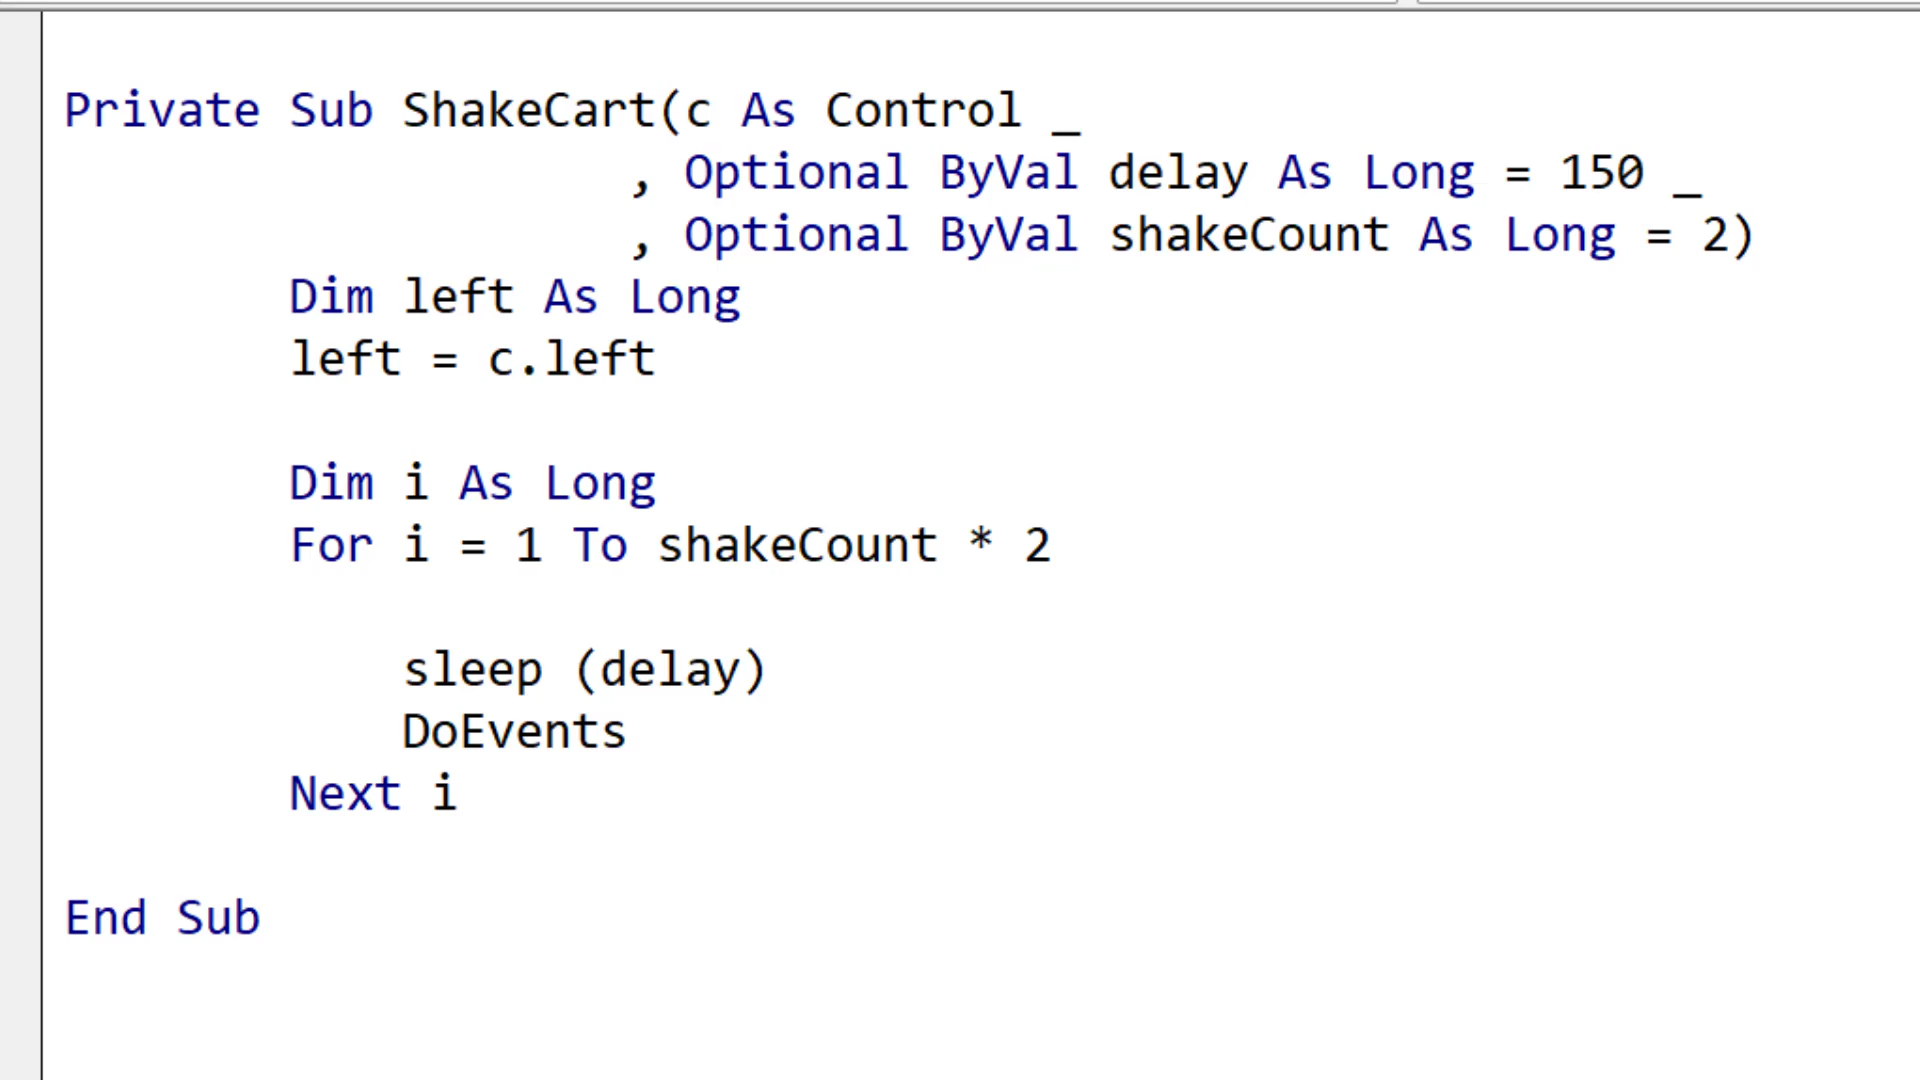 Private Sub ShakeCart(c As Control _
, Optional ByVal delay As Long = 150 _
, Optional ByVal shakeCount As Long = 2)
Dim left As Long
left = c.left
Dim i As Long
For i = 1 To shakeCount * 2
sleep (delay)
DoEvents
Next i
End Sub